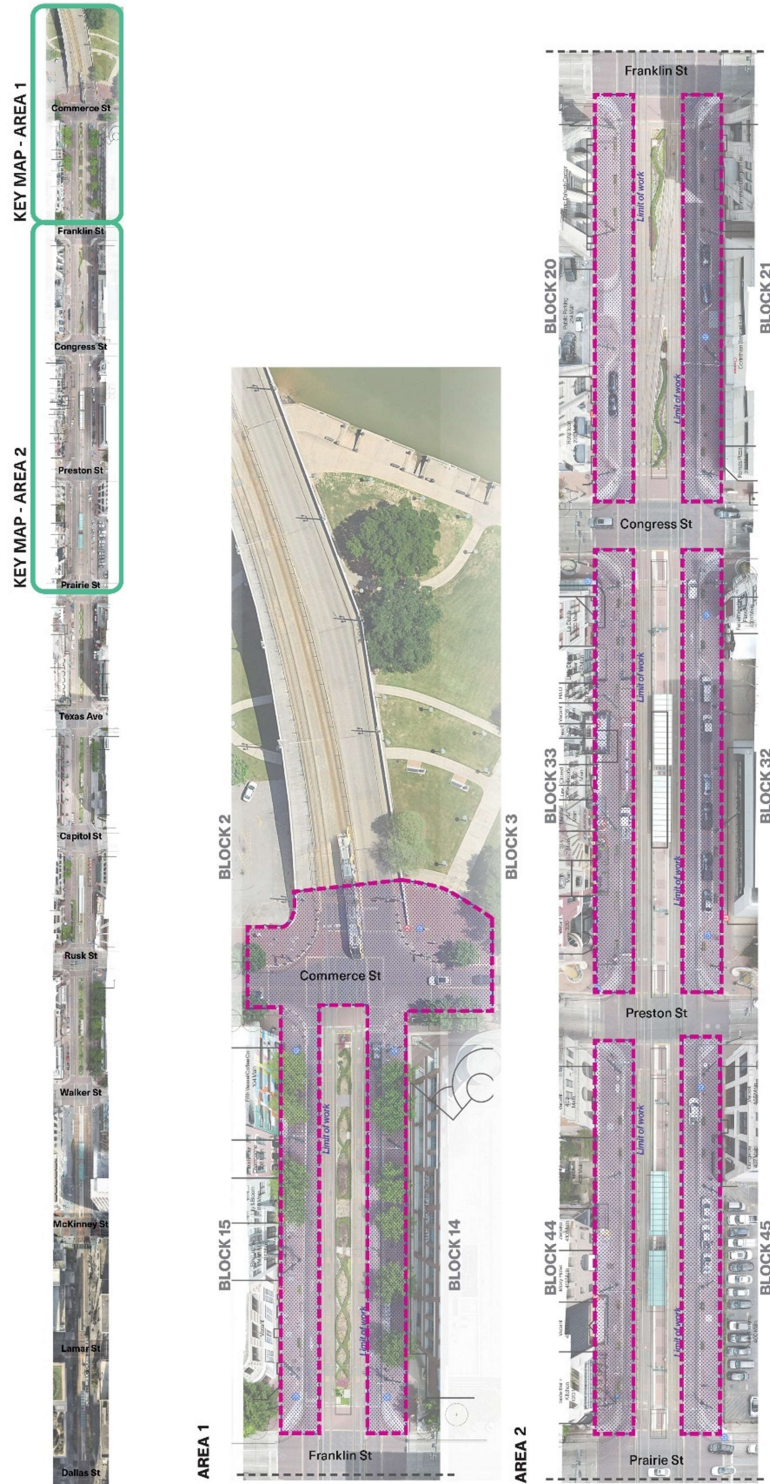 KEY MAP - AREA 1
Commerce St
Franklin St
KEY MAP - AREA 2
Congress St
Preston St
Prairie St
Texas Ave
Capitol St
Rusk St
Walker St
McKinney St
Lamar St
Dallas St
AREA 1
BLOCK 2
BLOCK 3
Commerce St
BLOCK 15
BLOCK 14
Limit of work
Limit of work
Franklin St
AREA 2
Franklin St
BLOCK 20
BLOCK 21
Limit of work
Limit of work
Congress St
BLOCK 33
BLOCK 32
Limit of work
Limit of work
Preston St
BLOCK 44
BLOCK 45
Limit of work
Limit of work
Prairie St